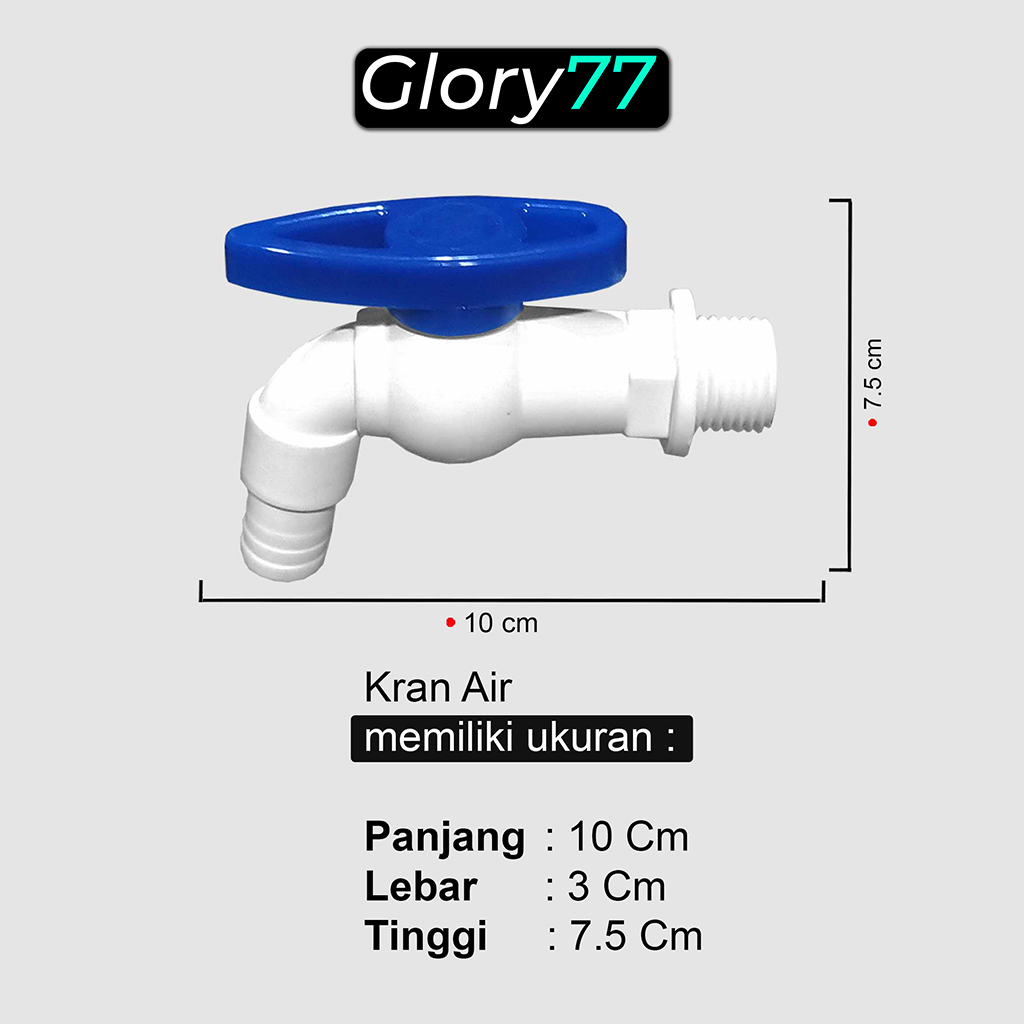 Glory77
7.5 cm
10 cm
Kran Air
memiliki ukuran :
Panjang : 10 Cm
Lebar : 3 Cm
Tinggi : 7.5 Cm